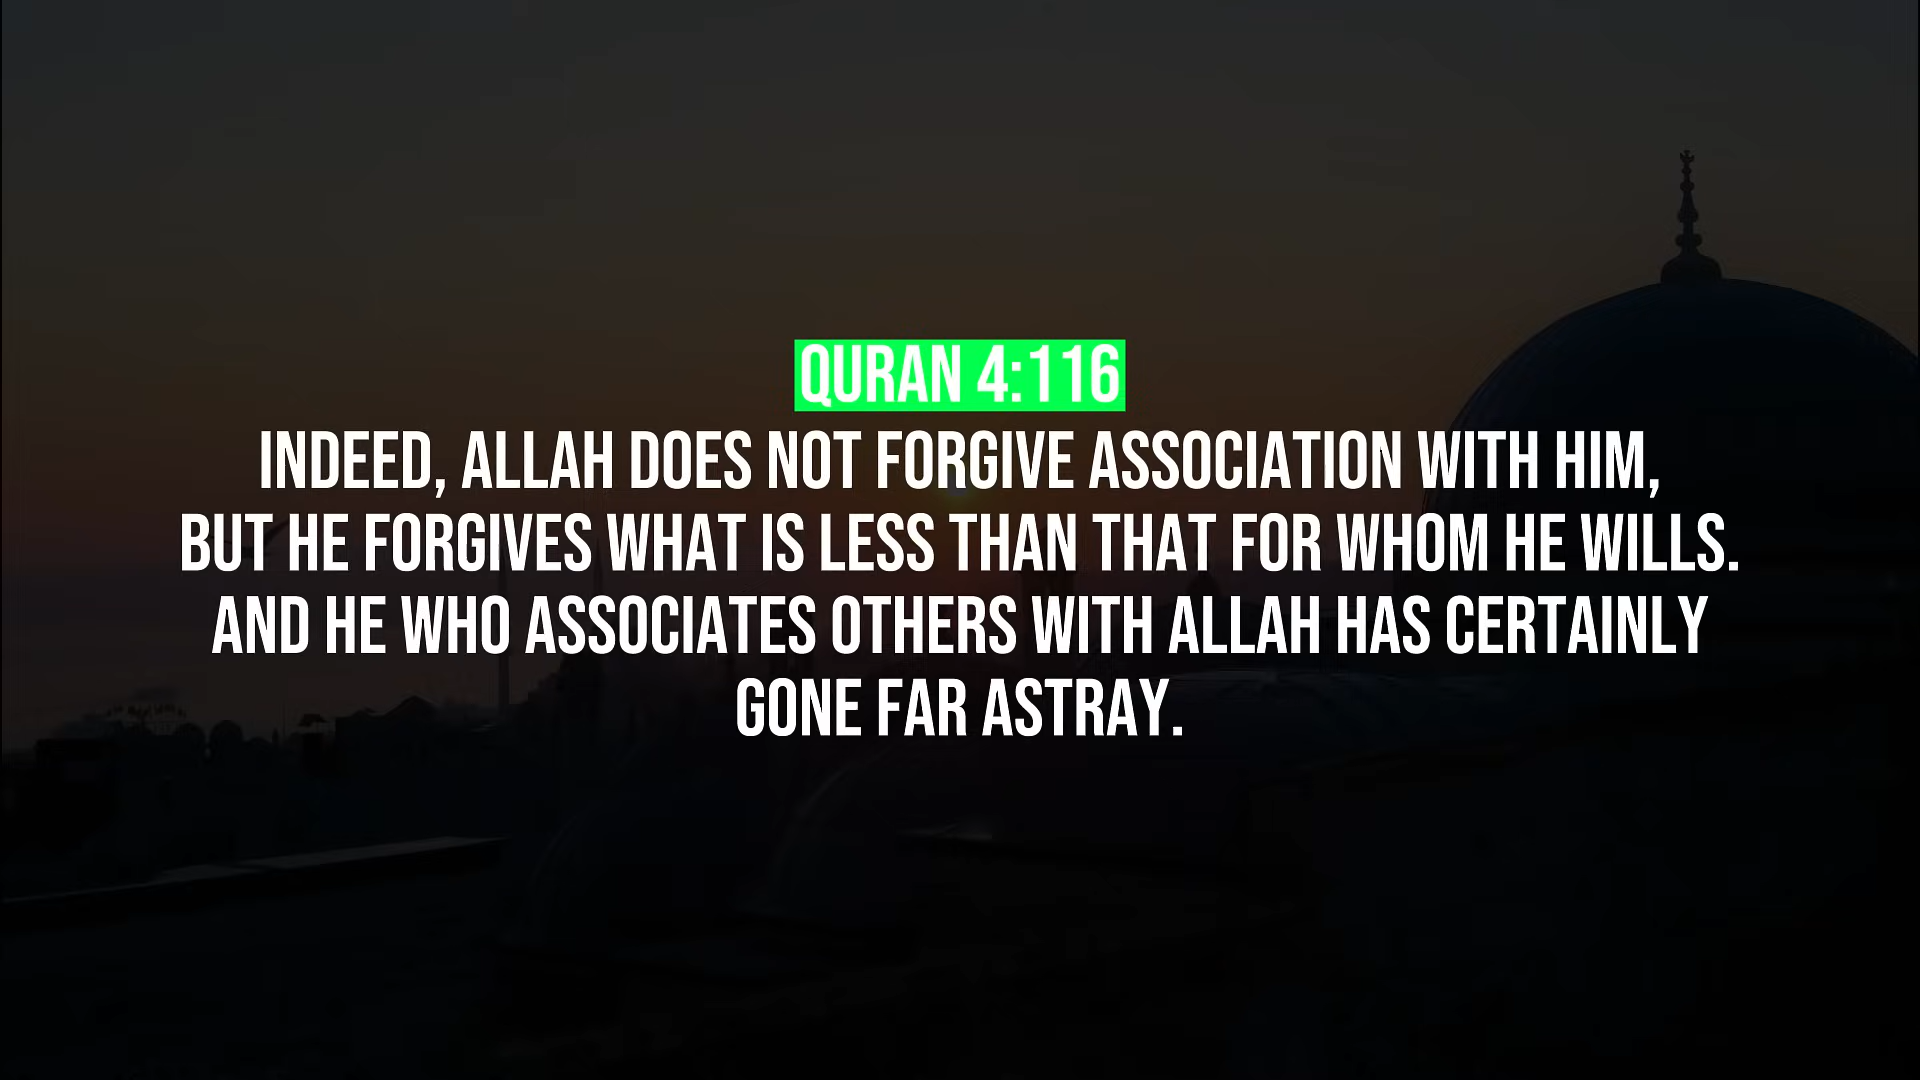 QURAN 4:116
INDEED, ALLAH DOES NOT FORGIVE ASSOCIATION WITH HIM,
BUT HE FORGIVES WHAT IS LESS THAN THAT FOR WHOM HE WILLS.
AND HE WHO ASSOCIATES OTHERS WITH ALLAH HAS CERTAINLY
GONE FAR ASTRAY.